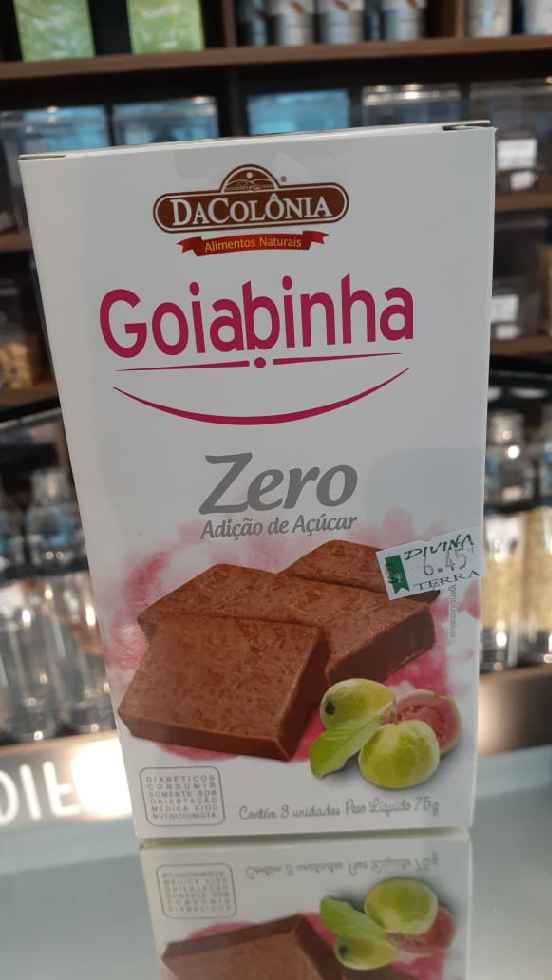 DACOLÔNIA
Alimentos Naturais
Goiabinha
Zero
Adição de Açúcar
DIVINA
6.45
TERRA
DIABÉTICOS
CONSUMIR
SOMENTE SOB
ORIENTAÇÃO
MÉDICA E/OU
NUTRICIONISTA
Contém 3 unidades Peso Líquido 75g